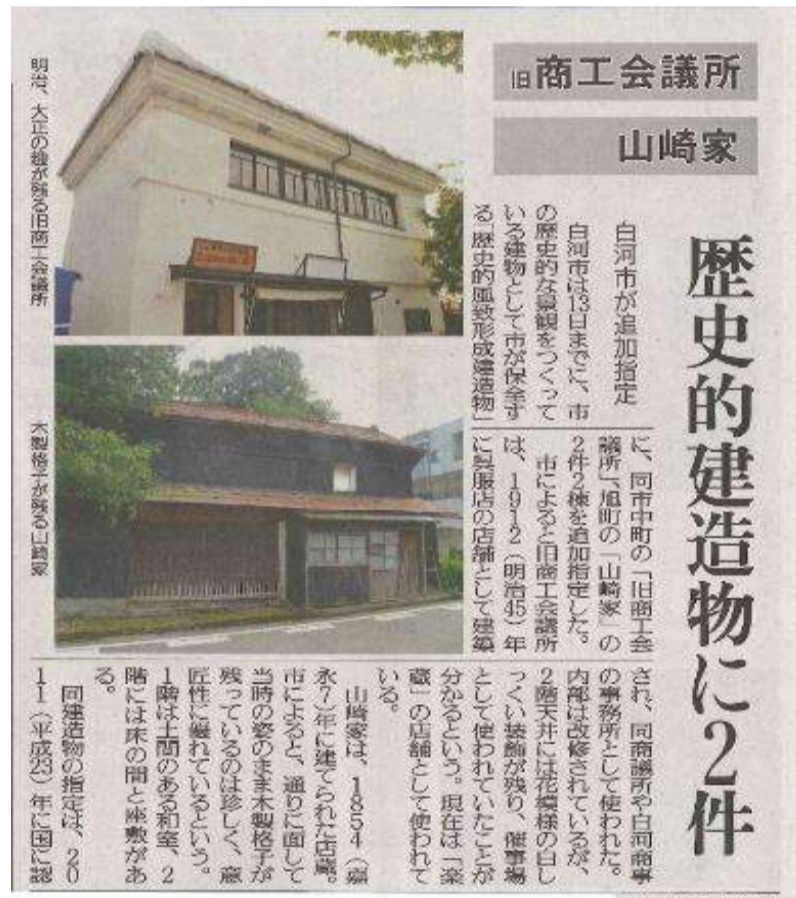 旧商工会議所
山崎家
歴史的建造物に2件
白河市が追加指定
白河市は13日までに、市
の歴史的な景観をつくって
いる建物として市が保全す
る「歴史的風致形成建造物」
に、同市中町の「旧商工会
議所」、旭町の「山崎家」の
2件2棟を追加指定した。
市によると旧商工会議所
は、1912（明治45）年
に呉服店の店舗として建築
され、同商議所や白河商事
の事務所として使われた。
内部は改修されているが、
2階天井には花模様の白し
っくい装飾が残り、催事場
として使われていたことが
分かるという。現在は「楽
蔵」の店舗として使われて
いる。
山崎家は、1854（嘉
永7）年に建てられた店蔵。
市によると、通りに面して
当時の姿のまま木製格子が
残っているのは珍しく、意
匠性に優れているという。
1階は土間のある和室、2
階には床の間と座敷があ
る。
同建造物の指定は、20
11（平成23）年に国に認
明治、大正の趣が残る旧商工会議所
木製格子が残る山崎家